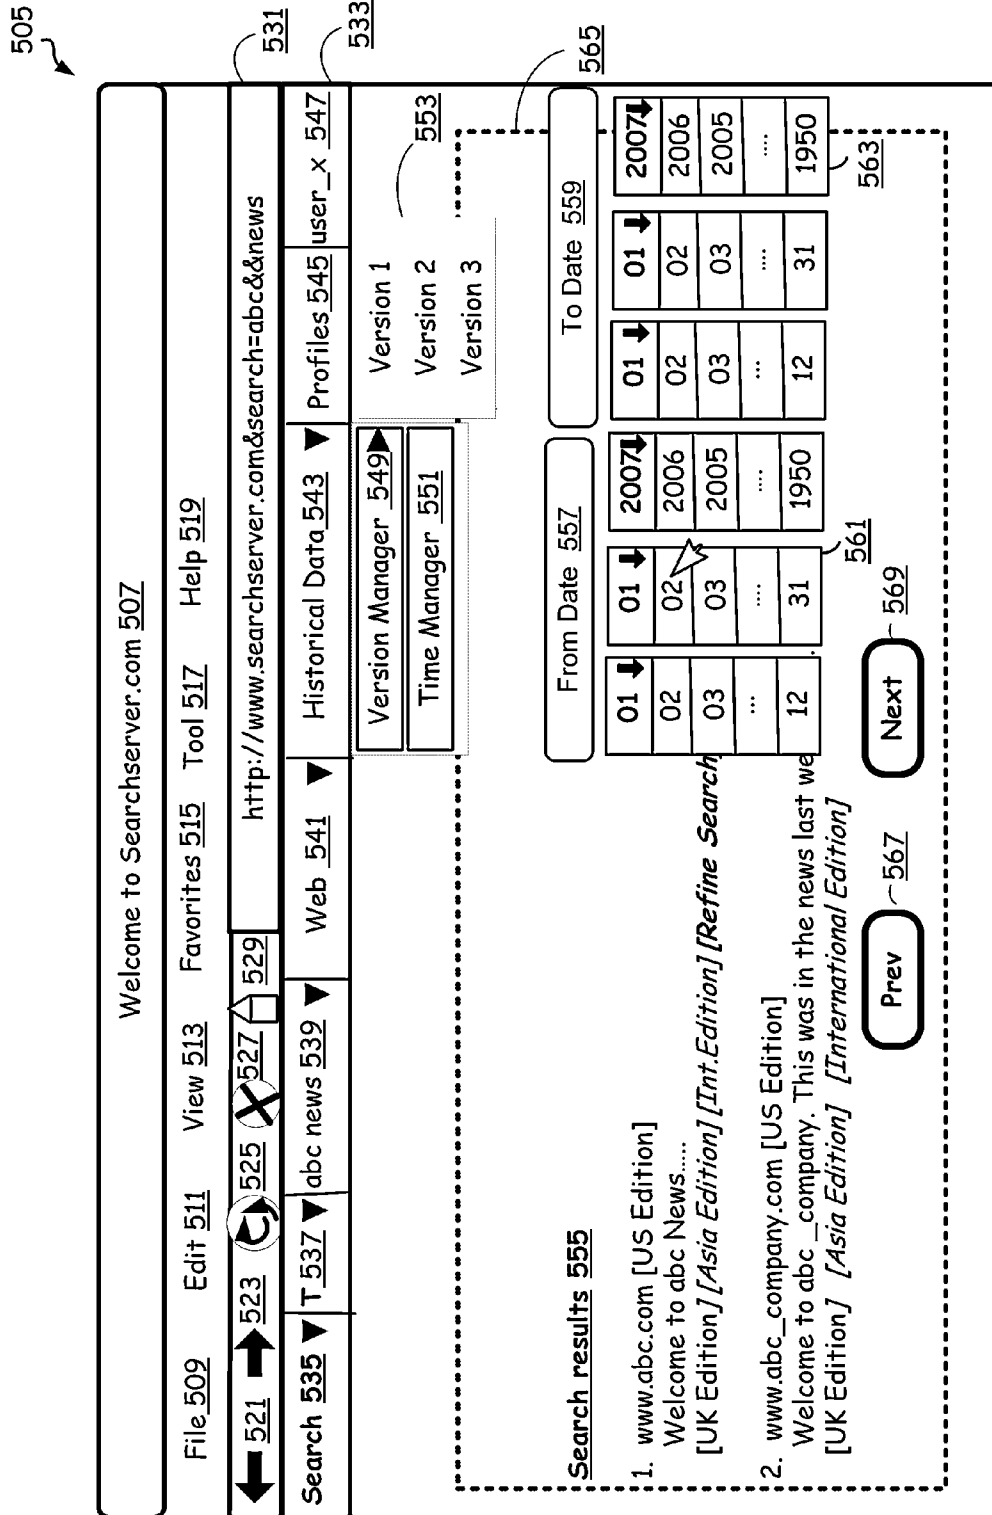 505
Welcome to Searchserver.com 507
File 509 Edit 511 View 513 Favorites 515 Tool 517 Help 519
521 523 525 527 529 http://www.searchserver.com&search=abc&news 531
Search 535 T 537 abc news 539 Web 541 Historical Data 543 Profiles 545 user_x 547 533
Version Manager 549 Version 1
Time Manager 551 Version 2 553
Version 3
565
From Date 557 To Date 559
Search results 555
01 01 2007 01 01 2007
02 02 2006 02 02 2006
03 03 2005 03 03 2005
... .... .... ... .... ....
12 31 1950 12 31 1950
561 563
1. www.abc.com [US Edition]
Welcome to abc News.....
[UK Edition] [Asia Edition] [Int.Edition] [Refine Search
2. www.abc_company.com [US Edition]
Welcome to abc _company. This was in the news last we
[UK Edition] [Asia Edition] [International Edition]
Prev 567 Next 569